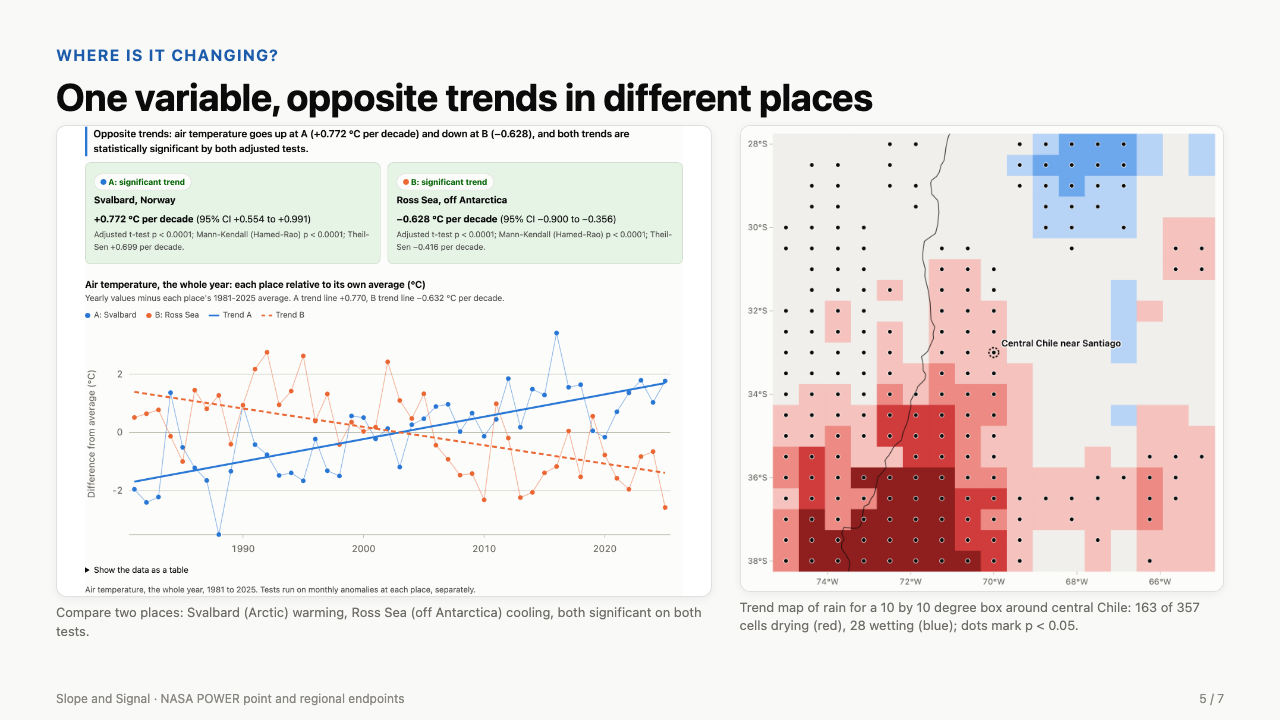 WHERE IS IT CHANGING?
One variable, opposite trends in different places
Opposite trends: air temperature goes up at A (+0.772 °C per decade) and down at B (−0.628), and both trends are
statistically significant by both adjusted tests.
A: significant trend
Svalbard, Norway
+0.772 °C per decade (95% CI +0.554 to +0.991)
Adjusted t-test p < 0.0001; Mann-Kendall (Hamed-Rao) p < 0.0001; Theil-
Sen +0.699 per decade.
B: significant trend
Ross Sea, off Antarctica
−0.628 °C per decade (95% CI −0.900 to −0.356)
Adjusted t-test p < 0.0001; Mann-Kendall (Hamed-Rao) p < 0.0001; Theil-
Sen −0.416 per decade.
Air temperature, the whole year: each place relative to its own average (°C)
Yearly values minus each place's 1981-2025 average. A trend line +0.770, B trend line −0.632 °C per decade.
A: Svalbard B: Ross Sea Trend A Trend B
Difference from average (°C)
2
0
-2
1990 2000 2010 2020
Show the data as a table
Air temperature, the whole year, 1981 to 2025. Tests run on monthly anomalies at each place, separately.
Compare two places: Svalbard (Arctic) warming, Ross Sea (off Antarctica) cooling, both significant on both
tests.
28°S
30°S
32°S
Central Chile near Santiago
34°S
36°S
38°S
74°W 72°W 70°W 68°W 66°W
Trend map of rain for a 10 by 10 degree box around central Chile: 163 of 357
cells drying (red), 28 wetting (blue); dots mark p < 0.05.
Slope and Signal · NASA POWER point and regional endpoints
5 / 7